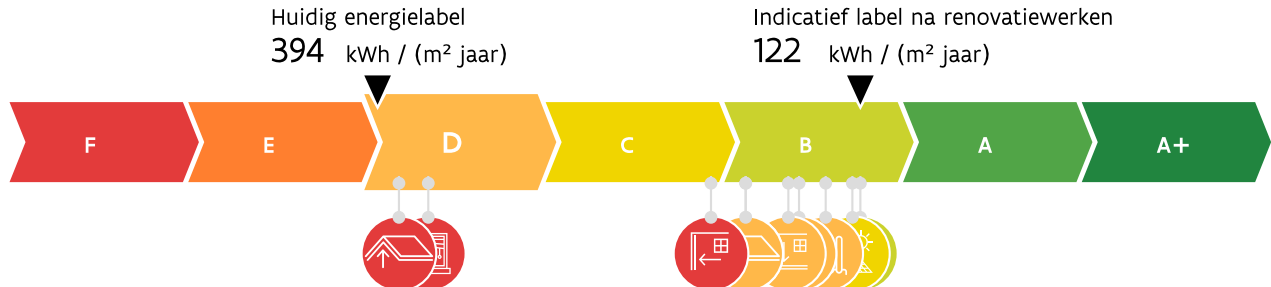 Huidig energielabel
394 kWh / (m² jaar)
Indicatief label na renovatiewerken
122 kWh / (m² jaar)
F E D C B A A+